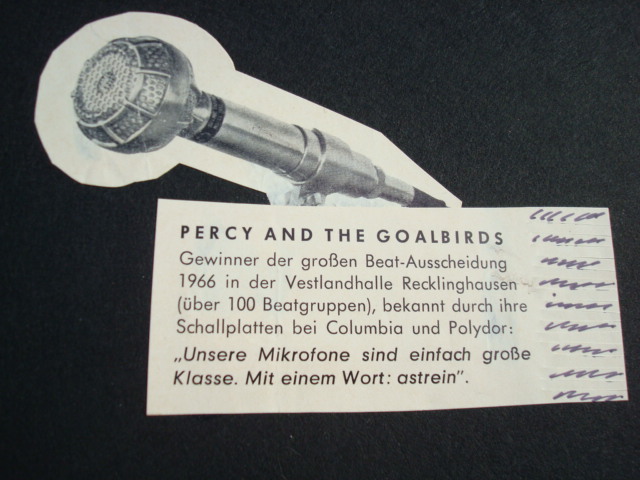 PERCY AND THE GOALBIRDS
Gewinner der großen Beat-Ausscheidung
1966 in der Vestlandhalle Recklinghausen
(über 100 Beatgruppen), bekannt durch ihre
Schallplatten bei Columbia und Polydor:
„Unsere Mikrofone sind einfach große
Klasse. Mit einem Wort: astrein”.